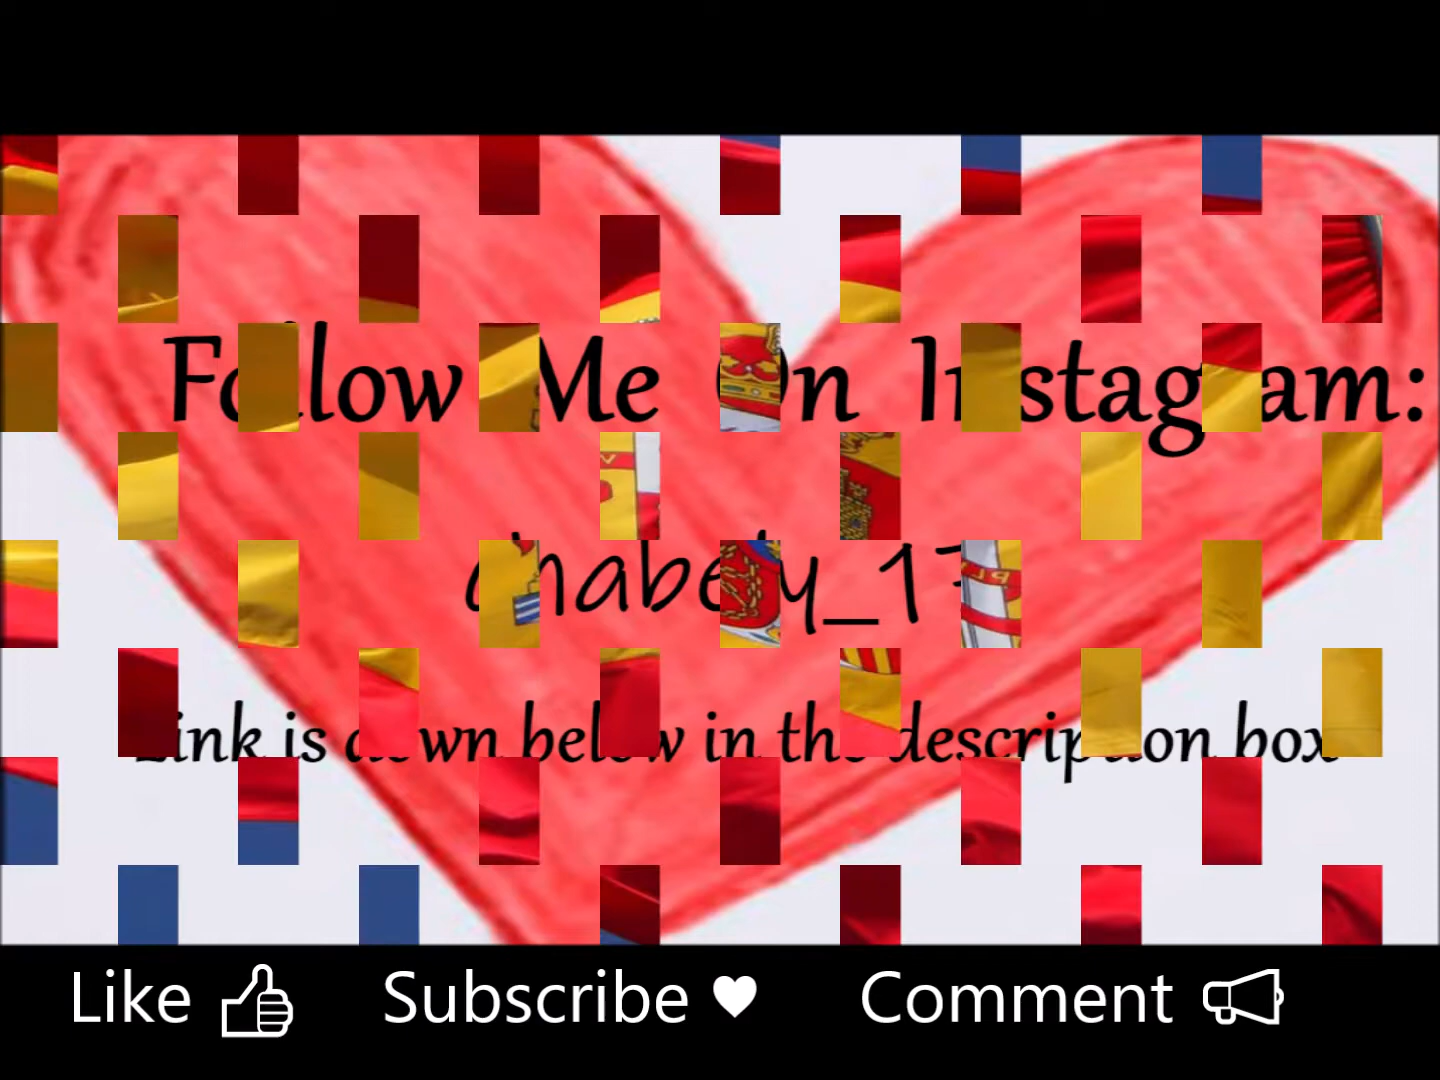 Follow Me On Instagram:
Link is down below in the description box
Like Subscribe Comment